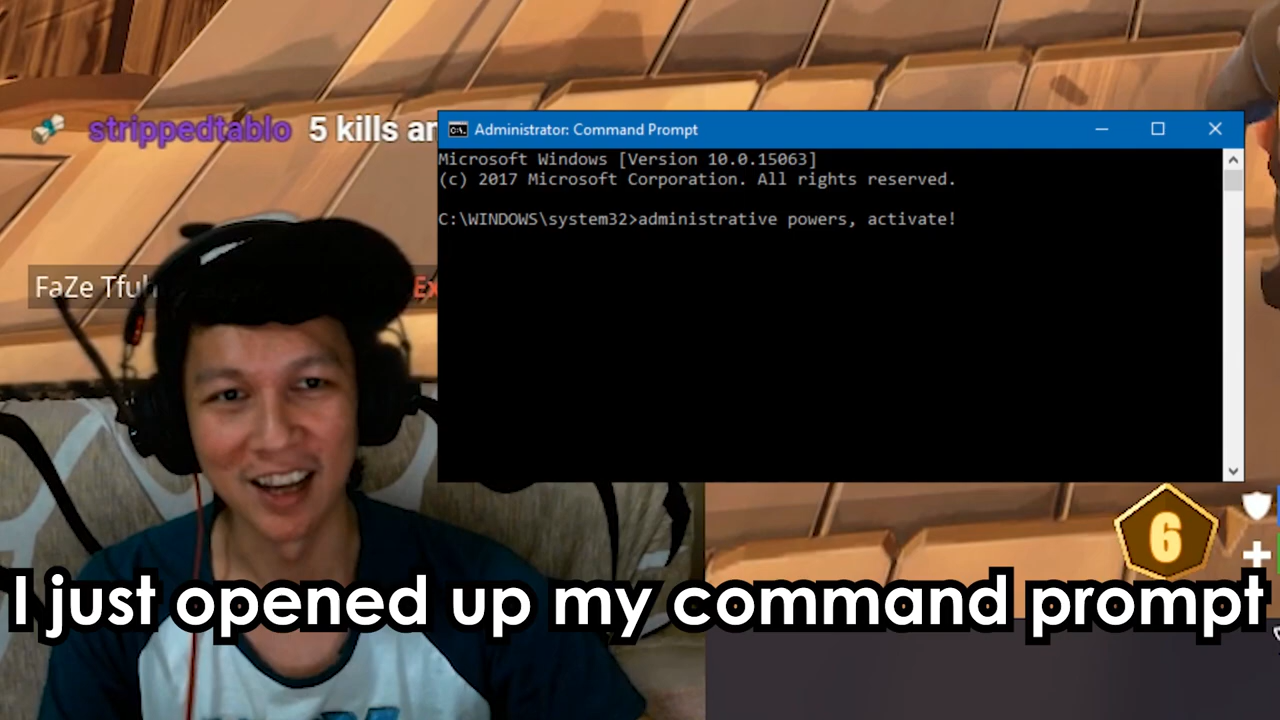 strippedtablo 5 kills an
Administrator: Command Prompt
Microsoft Windows [Version 10.0.15063]
(c) 2017 Microsoft Corporation. All rights reserved.
C:\WINDOWS\system32>administrative powers, activate!
FaZe Tfu Ex
6
I just opened up my command prompt